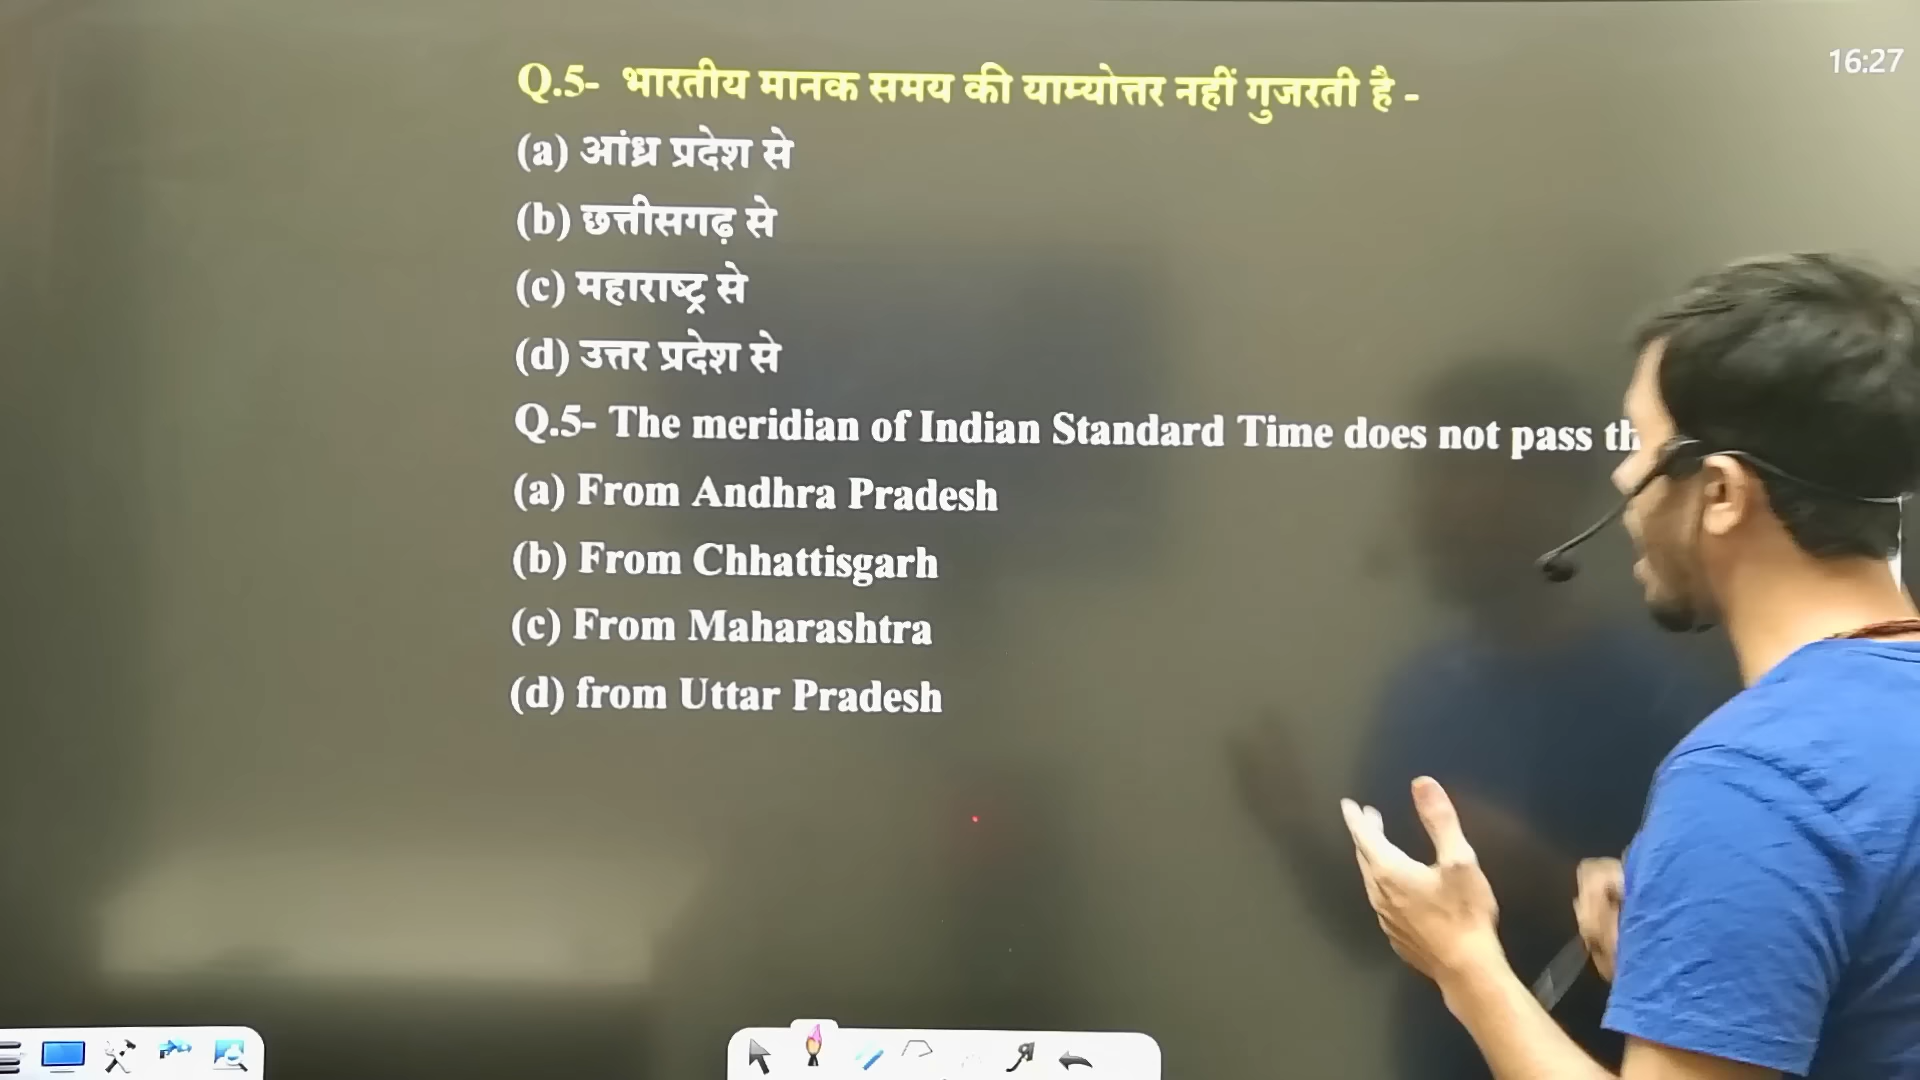 16:27
Q.5- भारतीय मानक समय की याम्योत्तर नहीं गुजरती है -
(a) आंध्र प्रदेश से
(b) छत्तीसगढ़ से
(c) महाराष्ट्र से
(d) उत्तर प्रदेश से
Q.5- The meridian of Indian Standard Time does not pass
(a) From Andhra Pradesh
(b) From Chhattisgarh
(c) From Maharashtra
(d) from Uttar Pradesh